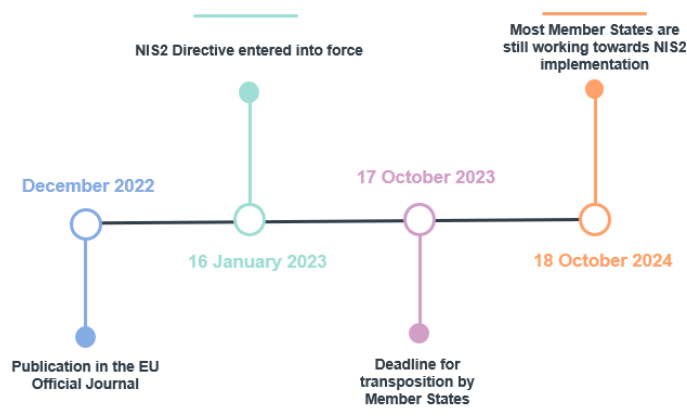 NIS2 Directive entered into force
Most Member States are
still working towards NIS2
implementation
December 2022
17 October 2023
16 January 2023
18 October 2024
Publication in the EU
Official Journal
Deadline for
transposition by
Member States